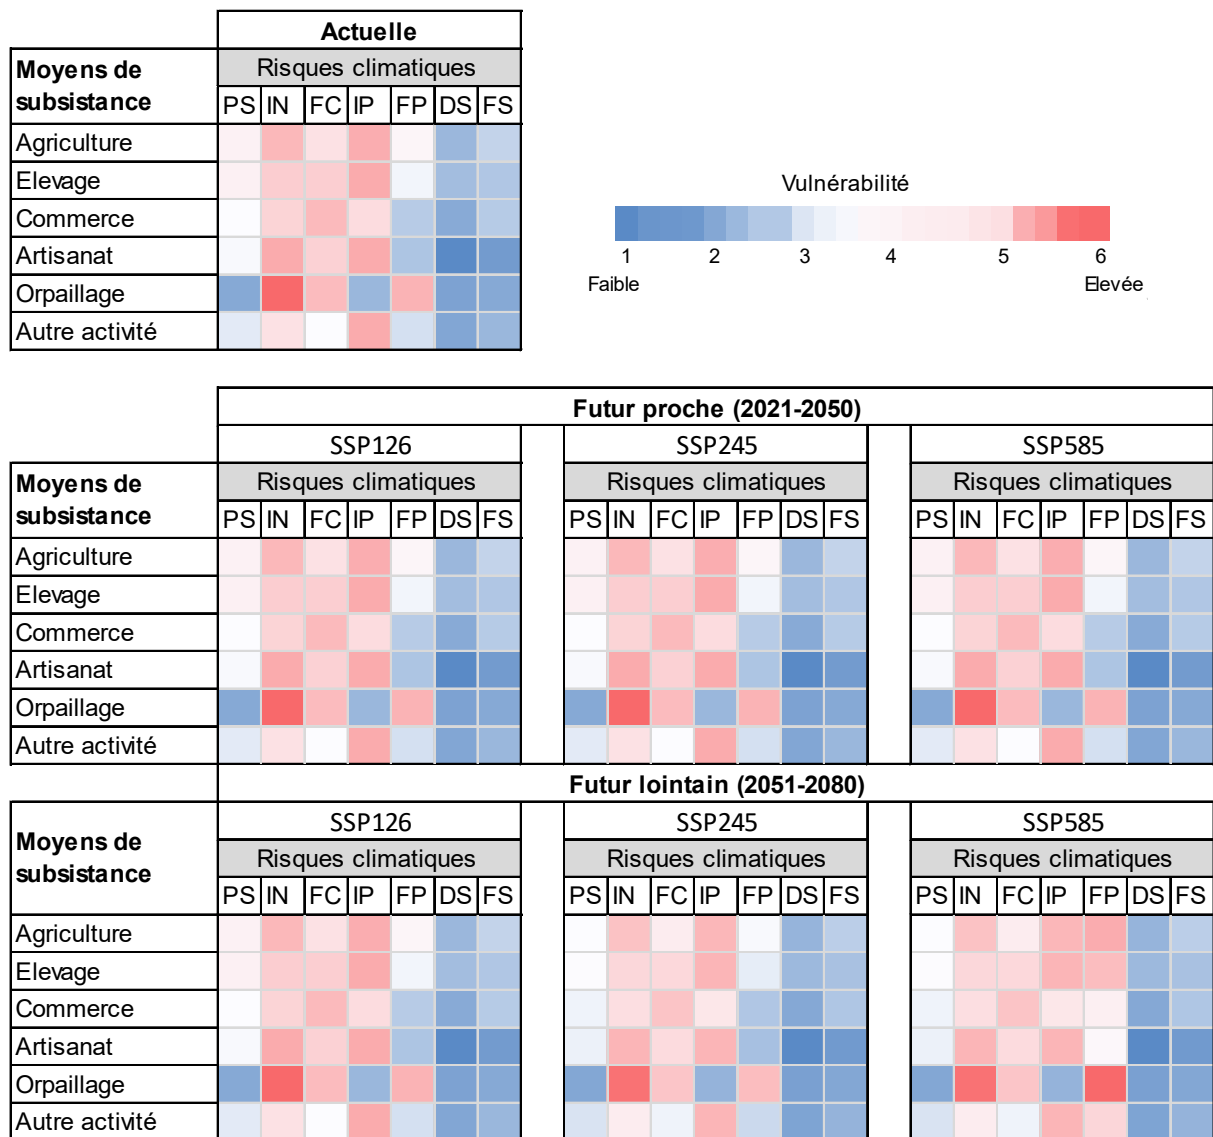 Actuelle
Moyens de subsistance
Risques climatiques
PS IN FC IP FP DS FS
Agriculture
Elevage
Commerce
Artisanat
Orpaillage
Autre activité
Vulnérabilité
1 2 3 4 5 6
Faible Elevée
Futur proche (2021-2050)
SSP126 SSP245 SSP585
Moyens de subsistance
Risques climatiques Risques climatiques Risques climatiques
PS IN FC IP FP DS FS PS IN FC IP FP DS FS PS IN FC IP FP DS FS
Agriculture
Elevage
Commerce
Artisanat
Orpaillage
Autre activité
Futur lointain (2051-2080)
SSP126 SSP245 SSP585
Moyens de subsistance
Risques climatiques Risques climatiques Risques climatiques
PS IN FC IP FP DS FS PS IN FC IP FP DS FS PS IN FC IP FP DS FS
Agriculture
Elevage
Commerce
Artisanat
Orpaillage
Autre activité